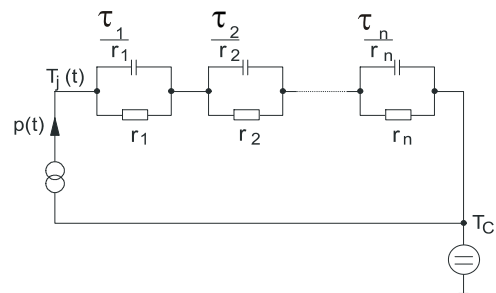 τ1 τ2 τn
r1 r2 rn
Tj (t)
p(t)
r1 r2 rn
TC